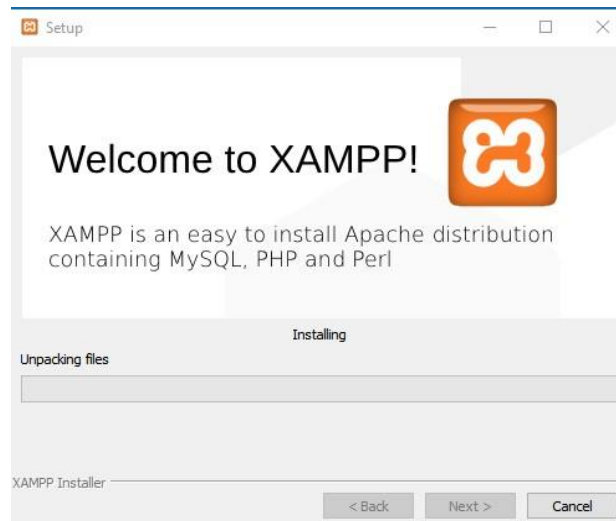 Setup
Welcome to XAMPP!
XAMPP is an easy to install Apache distribution
containing MySQL, PHP and Perl
Installing
Unpacking files
XAMPP Installer
< Back
Next >
Cancel